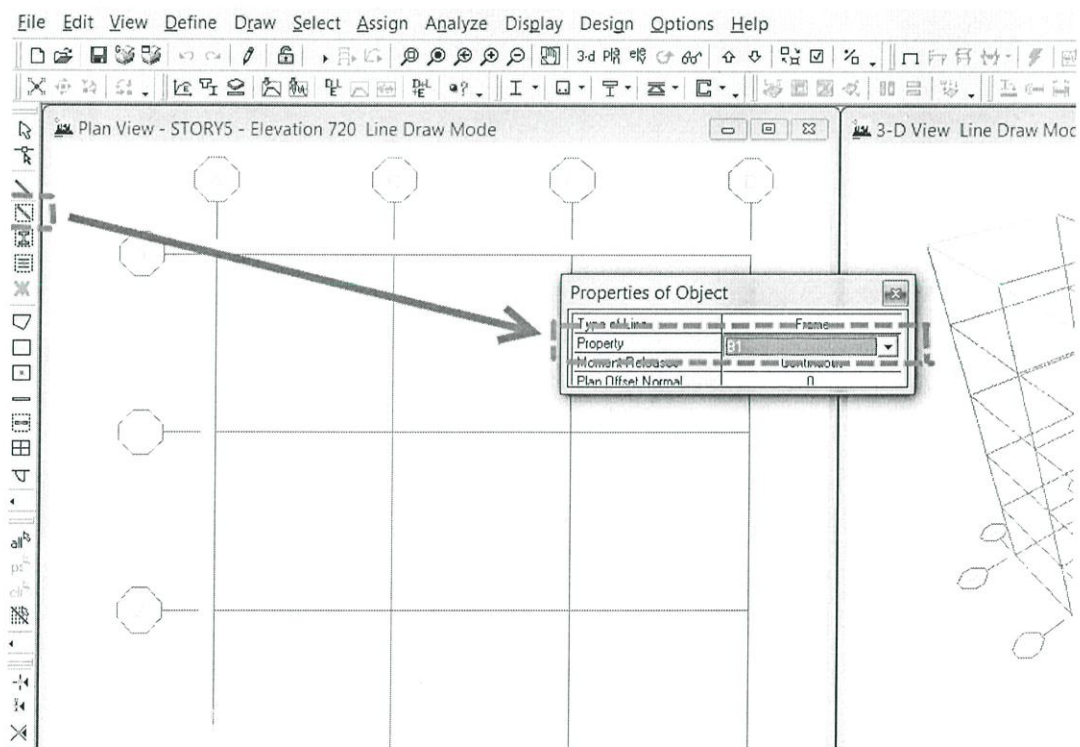 File Edit View Define Draw Select Assign Analyze Display Design Options Help
3-d
all
Plan View - STORY5 - Elevation 720 Line Draw Mode
3-D View Line Draw Mod
Properties of Object
Type of Line Frame
Property B1
Moment Releases Continuous
Plan Offset Normal 0